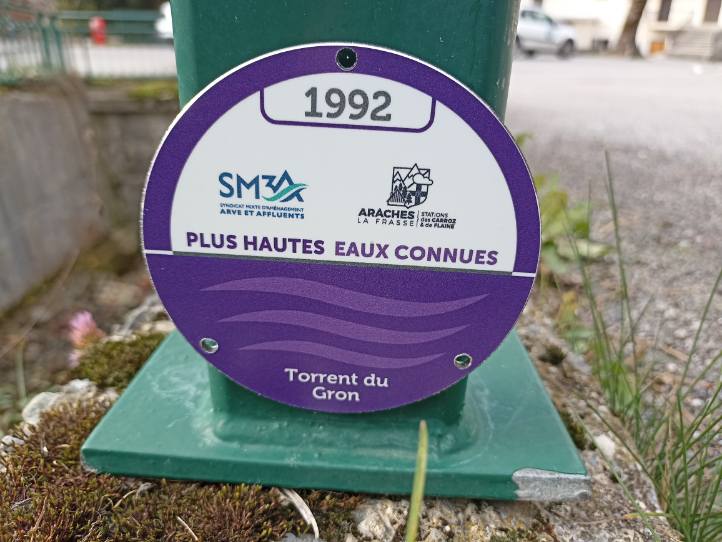 1992
SM3A
SYNDICAT MIXTE D'AMÉNAGEMENT
ARVE ET AFFLUENTS
ARÂCHES
LA FRASSE
STATIONS
des CARROZ
& de FLAINE
PLUS HAUTES EAUX CONNUES
Torrent du
Gron